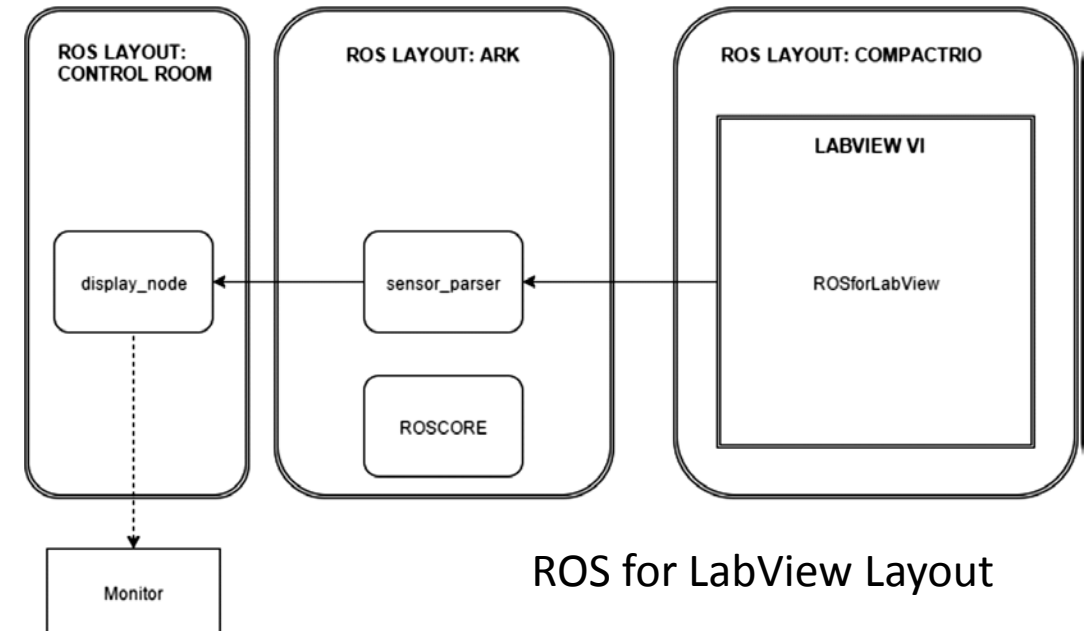 ROS LAYOUT:
CONTROL ROOM
display_node
Monitor
ROS LAYOUT: ARK
sensor_parser
ROSCORE
ROS LAYOUT: COMPACTRIO
LABVIEW VI
ROSforLabView
ROS for LabView Layout